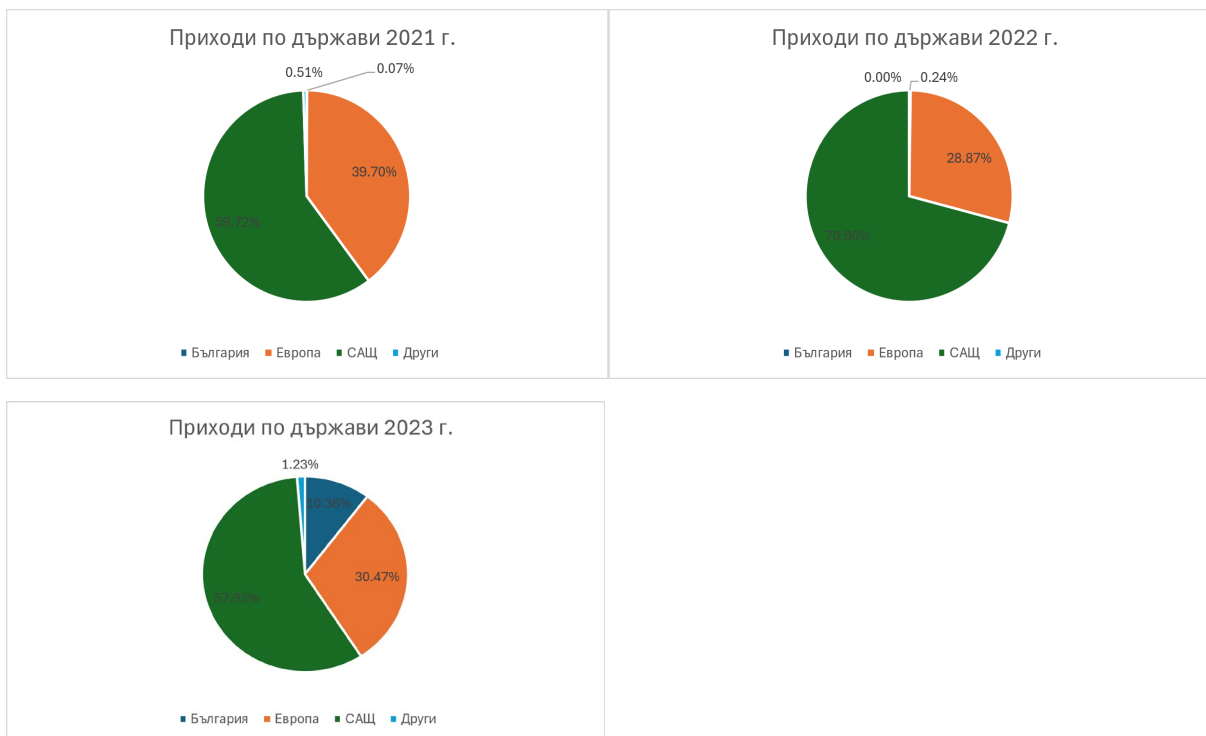 Приходи по държави 2021 г.
0.51%
0.07%
39.70%
59.72%
България Европа САЩ Други
Приходи по държави 2022 г.
0.00%
0.24%
28.87%
70.90%
България Европа САЩ Други
Приходи по държави 2023 г.
1.23%
10.36%
30.47%
57.93%
България Европа САЩ Други